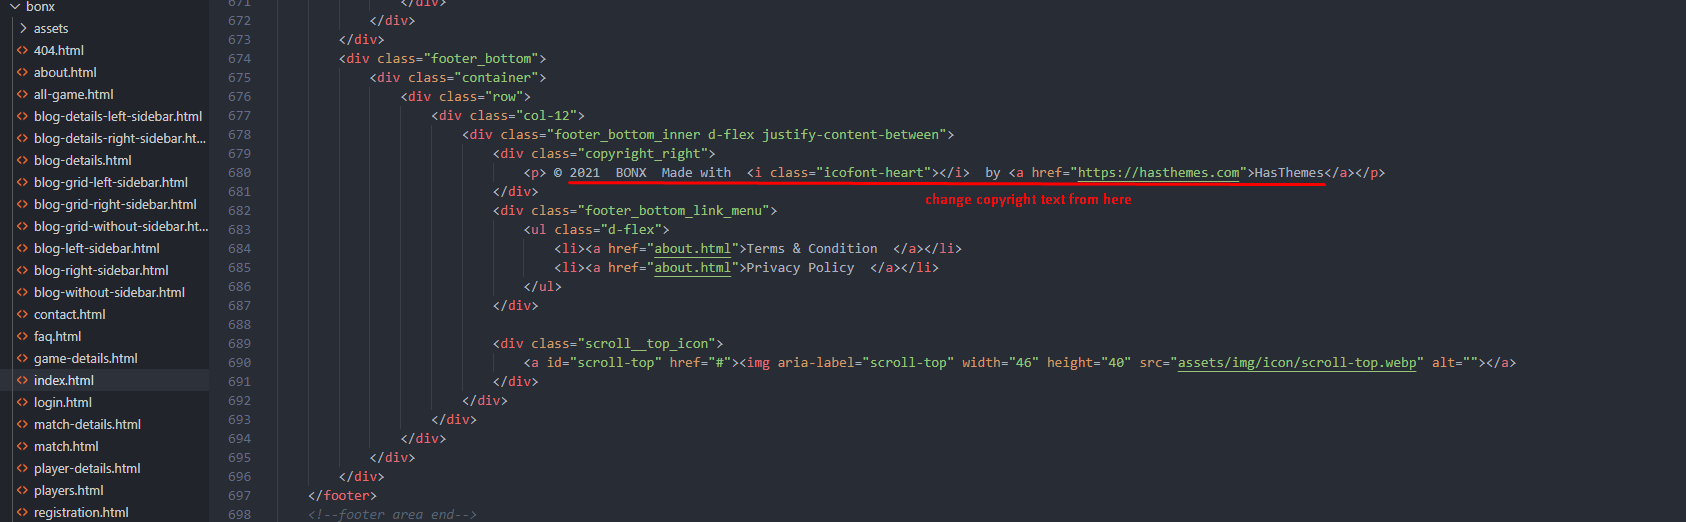 bonx
assets
404.html
about.html
all-game.html
blog-details-left-sidebar.html
blog-details-right-sidebar.ht...
blog-details.html
blog-grid-left-sidebar.html
blog-grid-right-sidebar.html
blog-grid-without-sidebar.ht...
blog-left-sidebar.html
blog-right-sidebar.html
blog-without-sidebar.html
contact.html
faq.html
game-details.html
index.html
login.html
match-details.html
match.html
player-details.html
players.html
registration.html
671 </div>
672 </div>
673 </div>
674 <div class="footer_bottom">
675 <div class="container">
676 <div class="row">
677 <div class="col-12">
678 <div class="footer_bottom_inner d-flex justify-content-between">
679 <div class="copyright_right">
680 <p> © 2021  BONX  Made with  <i class="icofont-heart"></i>  by <a href="https://hasthemes.com">HasThemes</a></p>
681 </div>
change copyright text from here
682 <div class="footer_bottom_link_menu">
683 <ul class="d-flex">
684 <li><a href="about.html">Terms & Condition  </a></li>
685 <li><a href="about.html">Privacy Policy  </a></li>
686 </ul>
687 </div>
688
689 <div class="scroll__top_icon">
690 <a id="scroll-top" href="#"><img aria-label="scroll-top" width="46" height="40" src="assets/img/icon/scroll-top.webp" alt=""></a>
691 </div>
692 </div>
693 </div>
694 </div>
695 </div>
696 </div>
697 </footer>
698 <!--footer area end-->